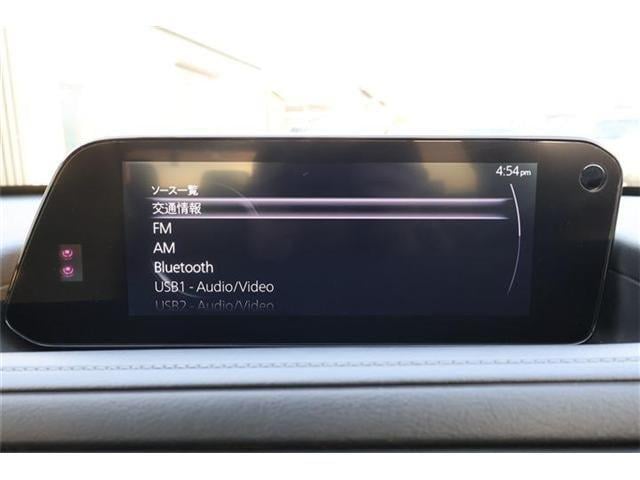 4:54pm
ソース一覧
交通情報
FM
AM
Bluetooth
USB1 - Audio/Video
USB2 - Audio/Video